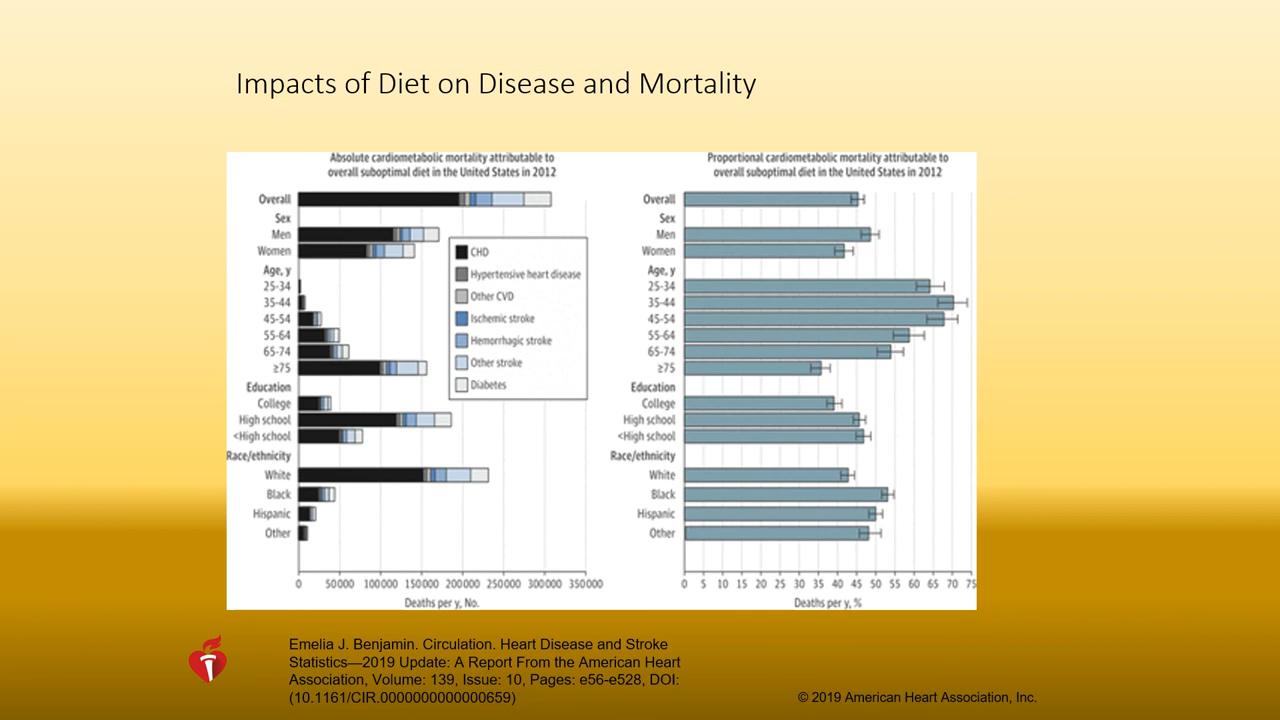 Impacts of Diet on Disease and Mortality
Absolute cardiometabolic mortality attributable to
overall suboptimal diet in the United States in 2012
Overall
Sex
Men
Women
Age, y
25-34
35-44
45-54
55-64
65-74
≥75
Education
College
High school
<High school
Race/ethnicity
White
Black
Hispanic
Other
CHD
Hypertensive heart disease
Other CVD
Ischemic stroke
Hemorrhagic stroke
Other stroke
Diabetes
0 50000 100000 150000 200000 250000 300000 350000
Deaths per y, No.
Proportional cardiometabolic mortality attributable to
overall suboptimal diet in the United States in 2012
Overall
Sex
Men
Women
Age, y
25-34
35-44
45-54
55-64
65-74
≥75
Education
College
High school
<High school
Race/ethnicity
White
Black
Hispanic
Other
0 5 10 15 20 25 30 35 40 45 50 55 60 65 70 75
Deaths per y, %
Emelia J. Benjamin. Circulation. Heart Disease and Stroke
Statistics—2019 Update: A Report From the American Heart
Association, Volume: 139, Issue: 10, Pages: e56-e528, DOI:
(10.1161/CIR.0000000000000659)
© 2019 American Heart Association, Inc.